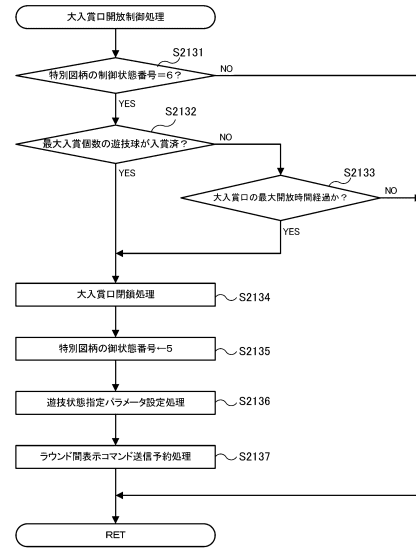 大入賞口開放制御処理
S2131
特別図柄の制御状態番号=6?
NO
YES
S2132
最大入賞個数の遊技球が入賞済?
NO
YES
S2133
大入賞口の最大開放時間経過か?
NO
YES
大入賞口閉鎖処理
S2134
特別図柄の御状態番号←5
S2135
遊技状態指定パラメータ設定処理
S2136
ラウンド間表示コマンド送信予約処理
S2137
RET